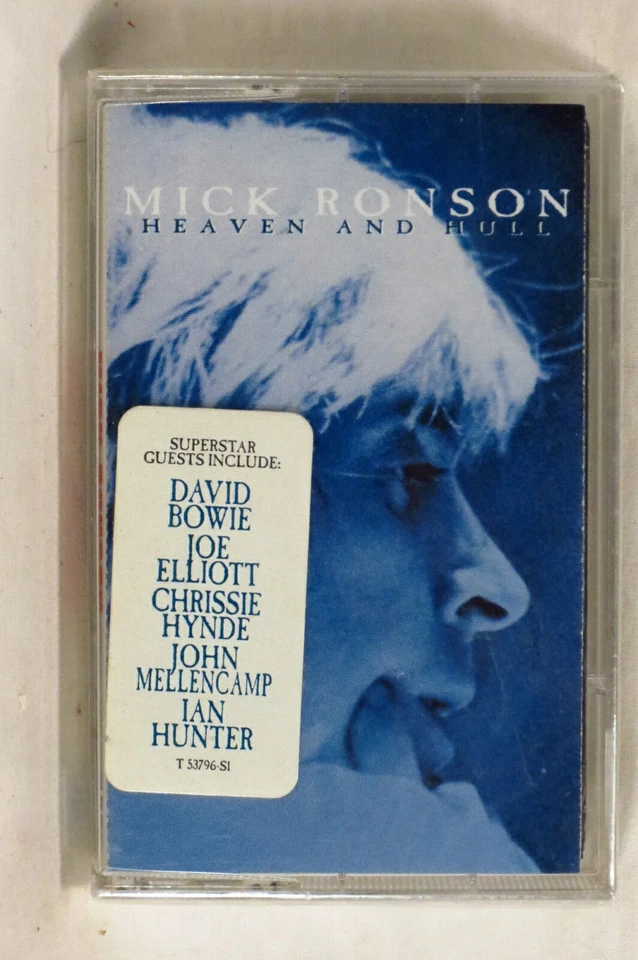 MICK RONSON
HEAVEN AND HULL
SUPERSTAR
GUESTS INCLUDE:
DAVID
BOWIE
JOE
ELLIOTT
CHRISSIE
HYNDE
JOHN
MELLENCAMP
IAN
HUNTER
T 53796-S1